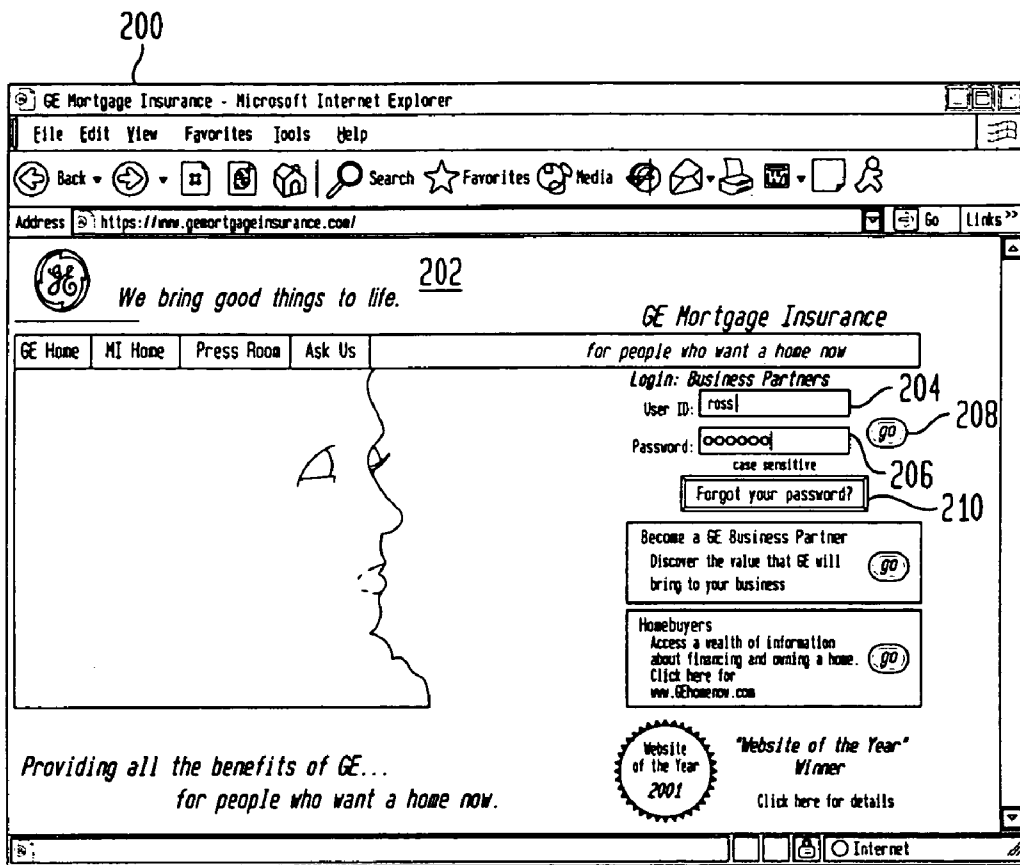 200
GE Mortgage Insurance - Microsoft Internet Explorer
File Edit View Favorites Tools Help
Back Search Favorites Media W
Address https://www.gemortgageinsurance.com/ Go Links >>
GE We bring good things to life. 202
GE Mortgage Insurance
GE Home MI Home Press Room Ask Us for people who want a home now
Login: Business Partners
204
User ID: ross
208
go
Password: oooooo
case sensitive
206
Forgot your password?
210
Become a GE Business Partner
Discover the value that GE will
bring to your business
go
Homebuyers
Access a wealth of information
about financing and owning a home.
Click here for
www.GEhomenow.com
go
Website
of the Year
2001
"Website of the Year"
Winner
Click here for details
Providing all the benefits of GE...
for people who want a home now.
Internet